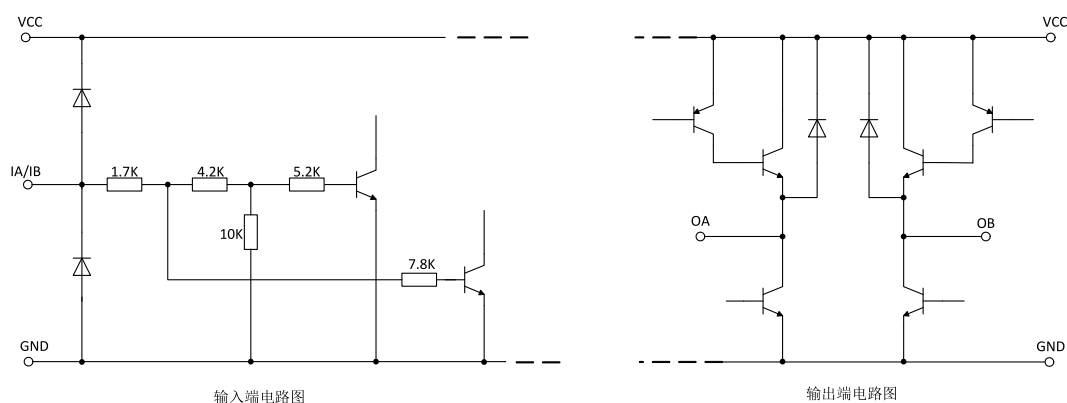 VCC
IA/IB
1.7K
4.2K
5.2K
10K
7.8K
GND
输入端电路图
VCC
OA
OB
GND
输出端电路图